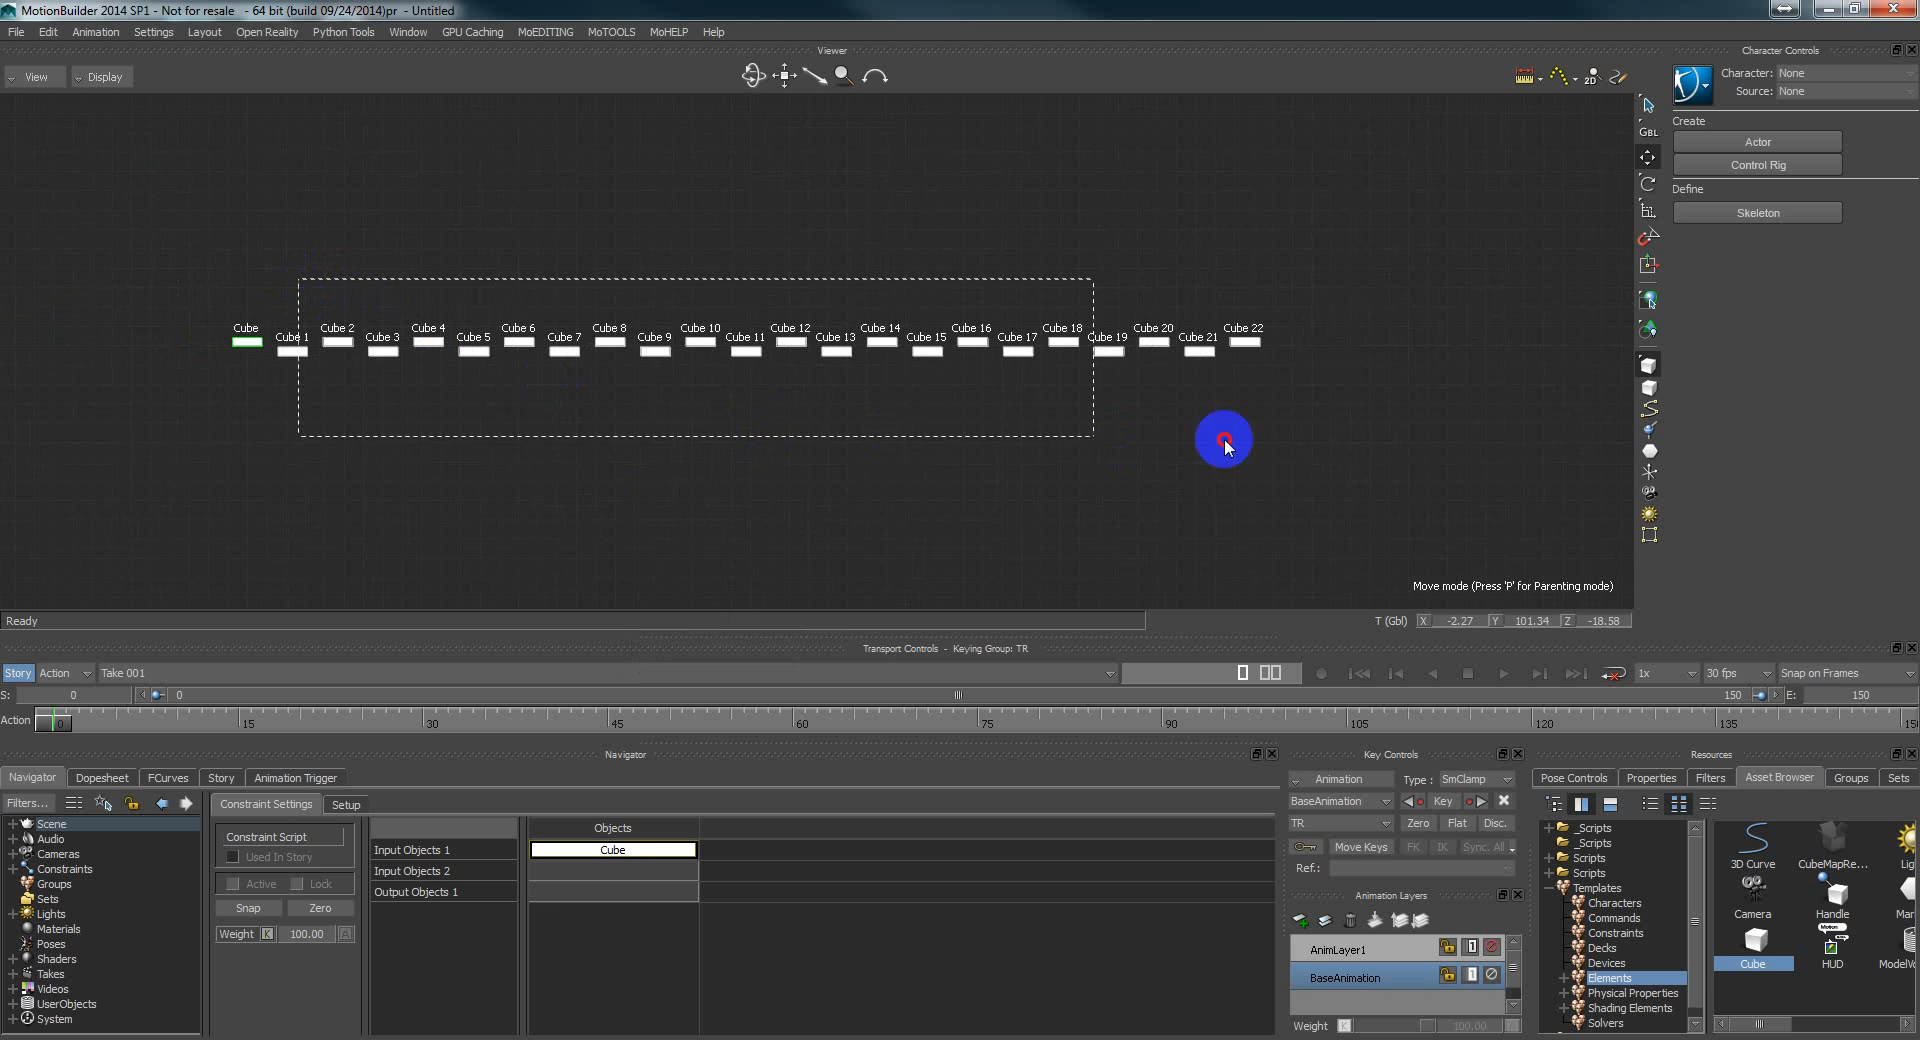 MotionBuilder 2014 SP1 - Not for resale - 64 bit (build 09/24/2014)pr - Untitled
File Edit Animation Settings Layout Open Reality Python Tools Window GPU Caching MoEDITING MoTOOLS MoHELP Help
Viewer
Character Controls
View Display
2D
Character: None
Source: None
Create
GBL
Actor
Control Rig
Define
Skeleton
Cube Cube 2 Cube 4 Cube 6 Cube 8 Cube 10 Cube 12 Cube 14 Cube 16 Cube 18 Cube 20 Cube 22
Cube 1 Cube 3 Cube 5 Cube 7 Cube 9 Cube 11 Cube 13 Cube 15 Cube 17 Cube 19 Cube 21
Move mode (Press 'P' for Parenting mode)
Ready
T (Gbl) X -2.27 Y 101.34 Z -18.58
Transport Controls - Keying Group: TR
Story Action Take 001
1x 30 fps Snap on Frames
S: 0 0 150 E: 150
Action 0 15 30 45 60 75 90 105 120 135 15
Navigator
Key Controls
Resources
Navigator Dopesheet FCurves Story Animation Trigger
Animation Type : SmClamp
Pose Controls Properties Filters Asset Browser Groups Sets
Filters...
Constraint Settings Setup
BaseAnimation Key
TR Zero Flat Disc.
Move Keys FK IK Sync. All
Ref.:
Scene
Audio
Cameras
Constraints
Groups
Sets
Lights
Materials
Poses
Shaders
Takes
Videos
UserObjects
System
Constraint Script
Used In Story
Active Lock
Snap Zero
Weight K 100.00 A
Objects
Input Objects 1 Cube
Input Objects 2
Output Objects 1
Animation Layers
AnimLayer1 1
BaseAnimation 1
Weight K 100.00
_Scripts
_Scripts
Scripts
Scripts
Templates
Characters
Commands
Constraints
Decks
Devices
Elements
Physical Properties
Shading Elements
Solvers
3D Curve CubeMapRe... Lig
Camera Handle Mar
Motion
Cube HUD ModelVo